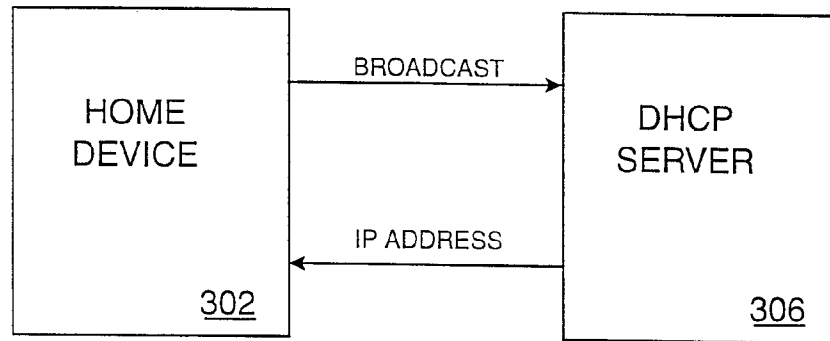 HOME
DEVICE
302
BROADCAST
IP ADDRESS
DHCP
SERVER
306